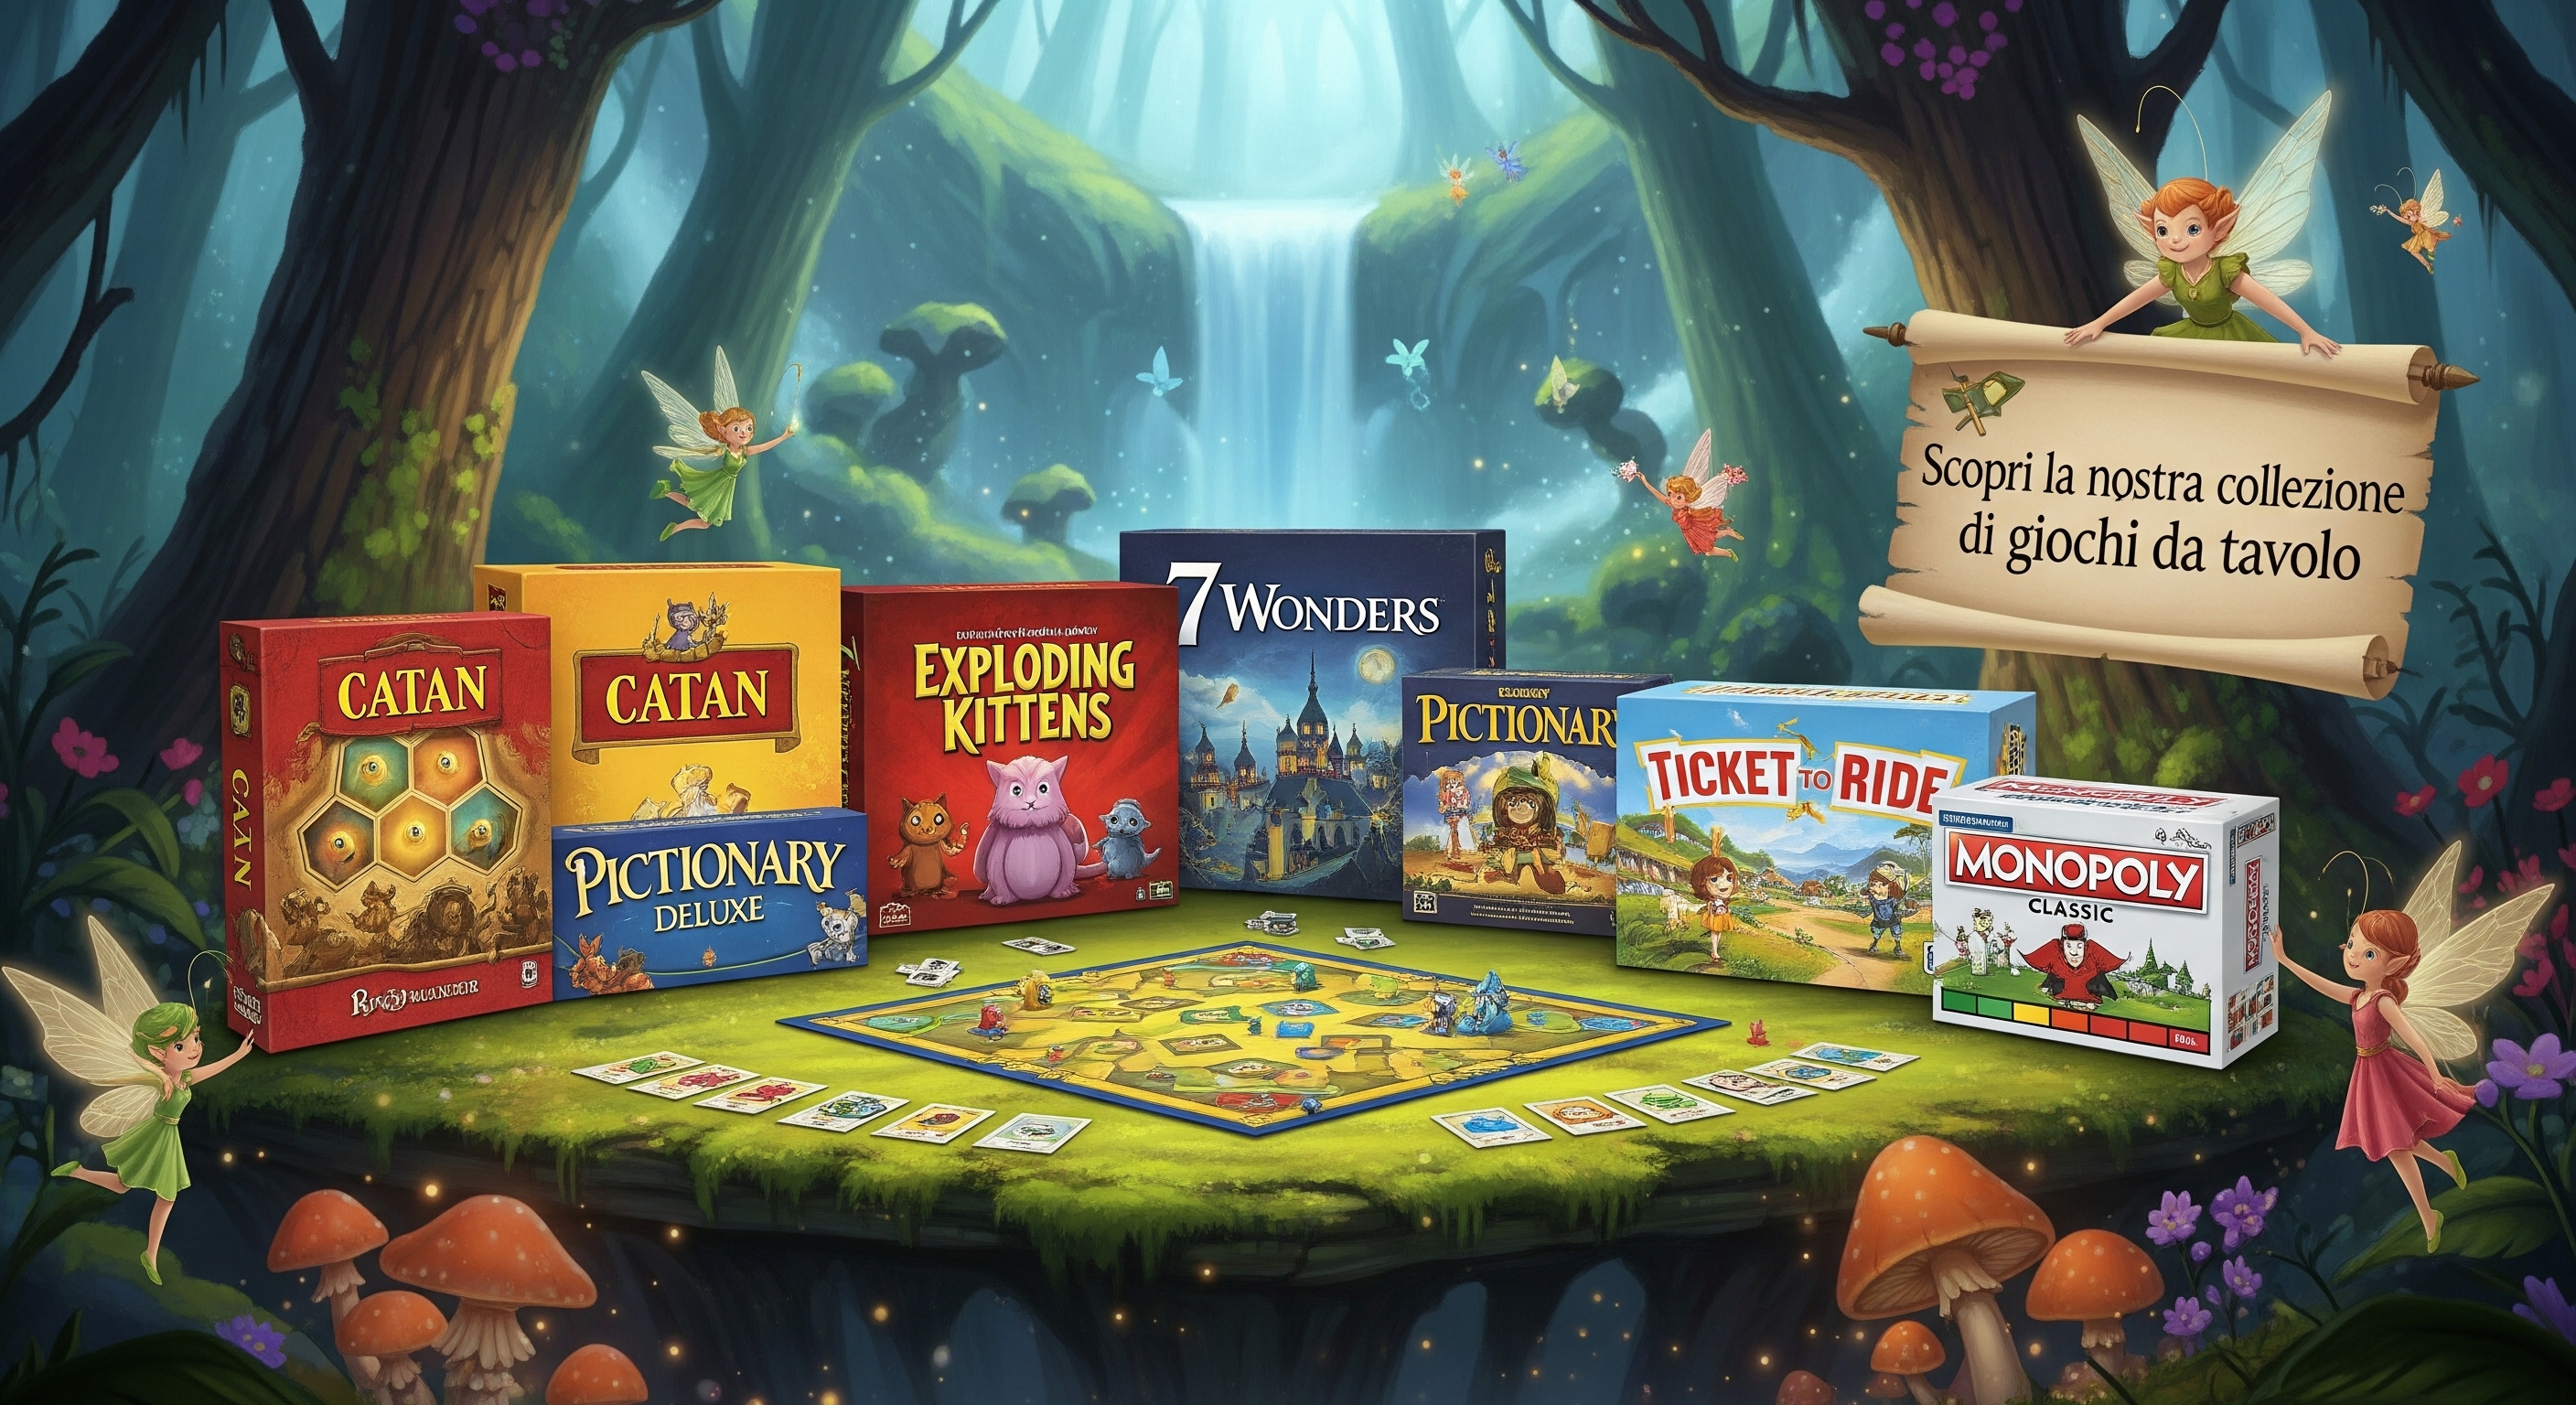 Scopri la nostra collezione
di giochi da tavolo
CATAN
CATAN
CATAN
PICTIONARY
DELUXE
EXPLODING
KITTENS
7 WONDERS
PICTIONAR
TICKET TO RIDE
MONOPOLY
CLASSIC